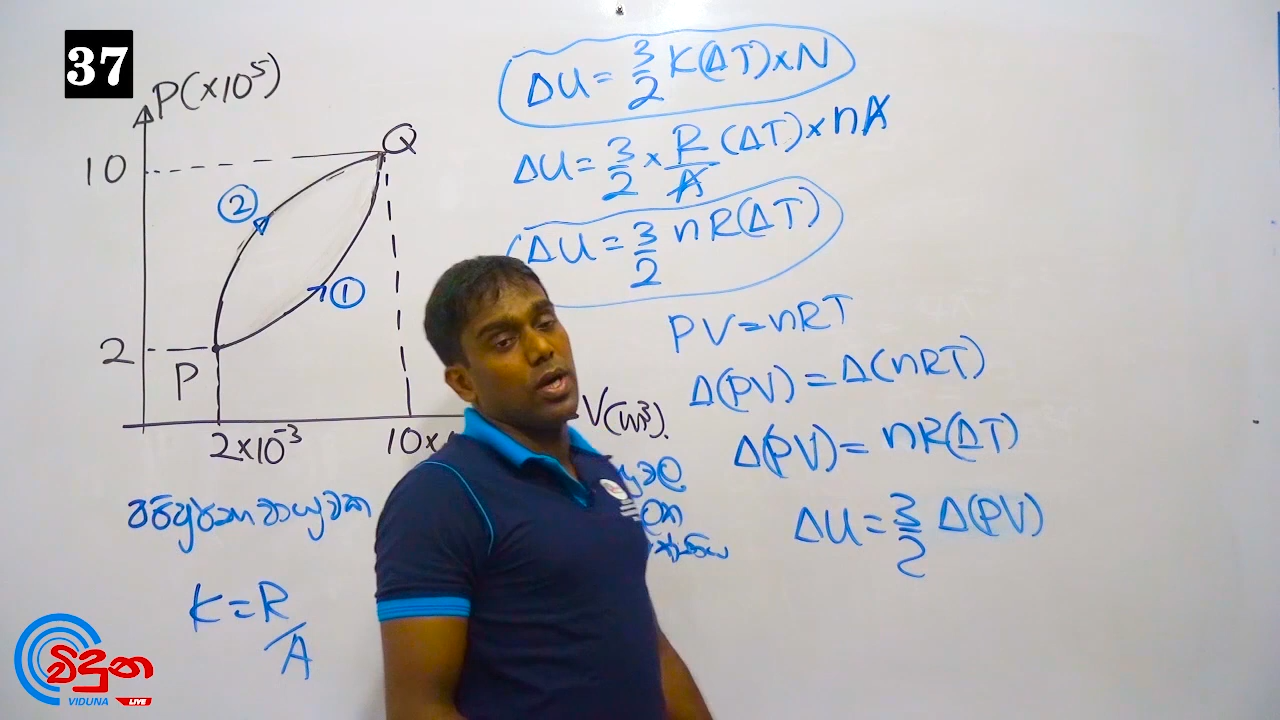 37
P(×10⁵)
10
Q
②
①
2
P
2×10⁻³
10×
V(m³).
පරිපූර්ණ වායුවක
K = R/A
ΔU = 3/2 K(ΔT)×N
ΔU = 3/2 × R/A (ΔT)×nA
ΔU = 3/2 nR(ΔT)
PV = nRT
Δ(PV) = Δ(nRT)
Δ(PV) = nR(ΔT)
ΔU = 3/2 Δ(PV)
විදුන
VIDUNA LIVE